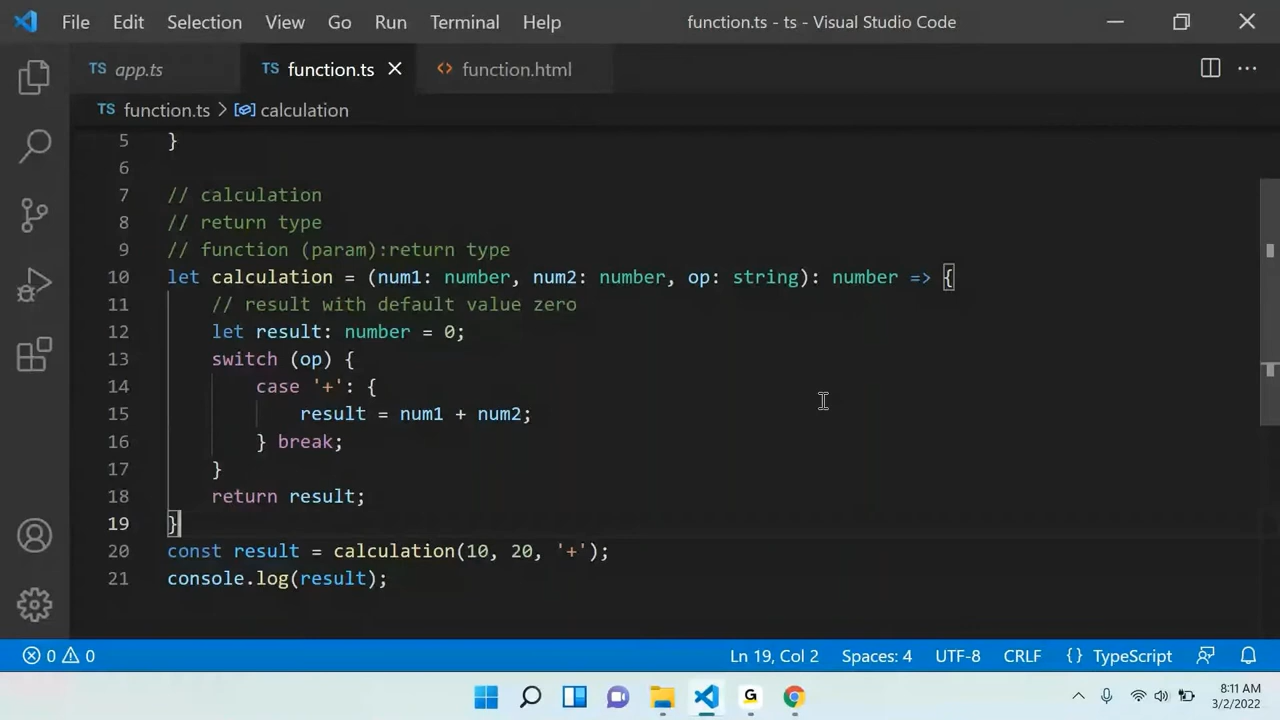 File Edit Selection View Go Run Terminal Help function.ts - ts - Visual Studio Code
TS app.ts TS function.ts function.html
TS function.ts > calculation
5 }
6
7 // calculation
8 // return type
9 // function (param):return type
10 let calculation = (num1: number, num2: number, op: string): number => {
11 // result with default value zero
12 let result: number = 0;
13 switch (op) {
14 case '+': {
15 result = num1 + num2;
16 } break;
17 }
18 return result;
19 }
20 const result = calculation(10, 20, '+');
21 console.log(result);
0 0 Ln 19, Col 2 Spaces: 4 UTF-8 CRLF {} TypeScript
G 8:11 AM
3/2/2022